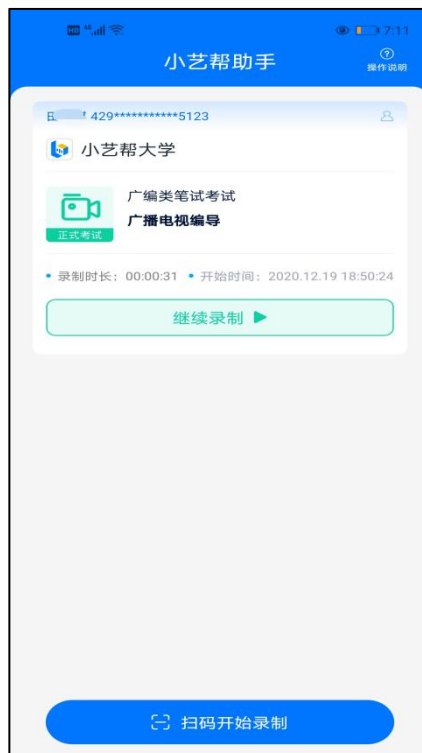 HD 4G 7:11
小艺帮助手
操作说明
429***********5123
小艺帮大学
广编类笔试考试
广播电视编导
正式考试
• 录制时长：00:00:31 • 开始时间：2020.12.19 18:50:24
继续录制
扫码开始录制